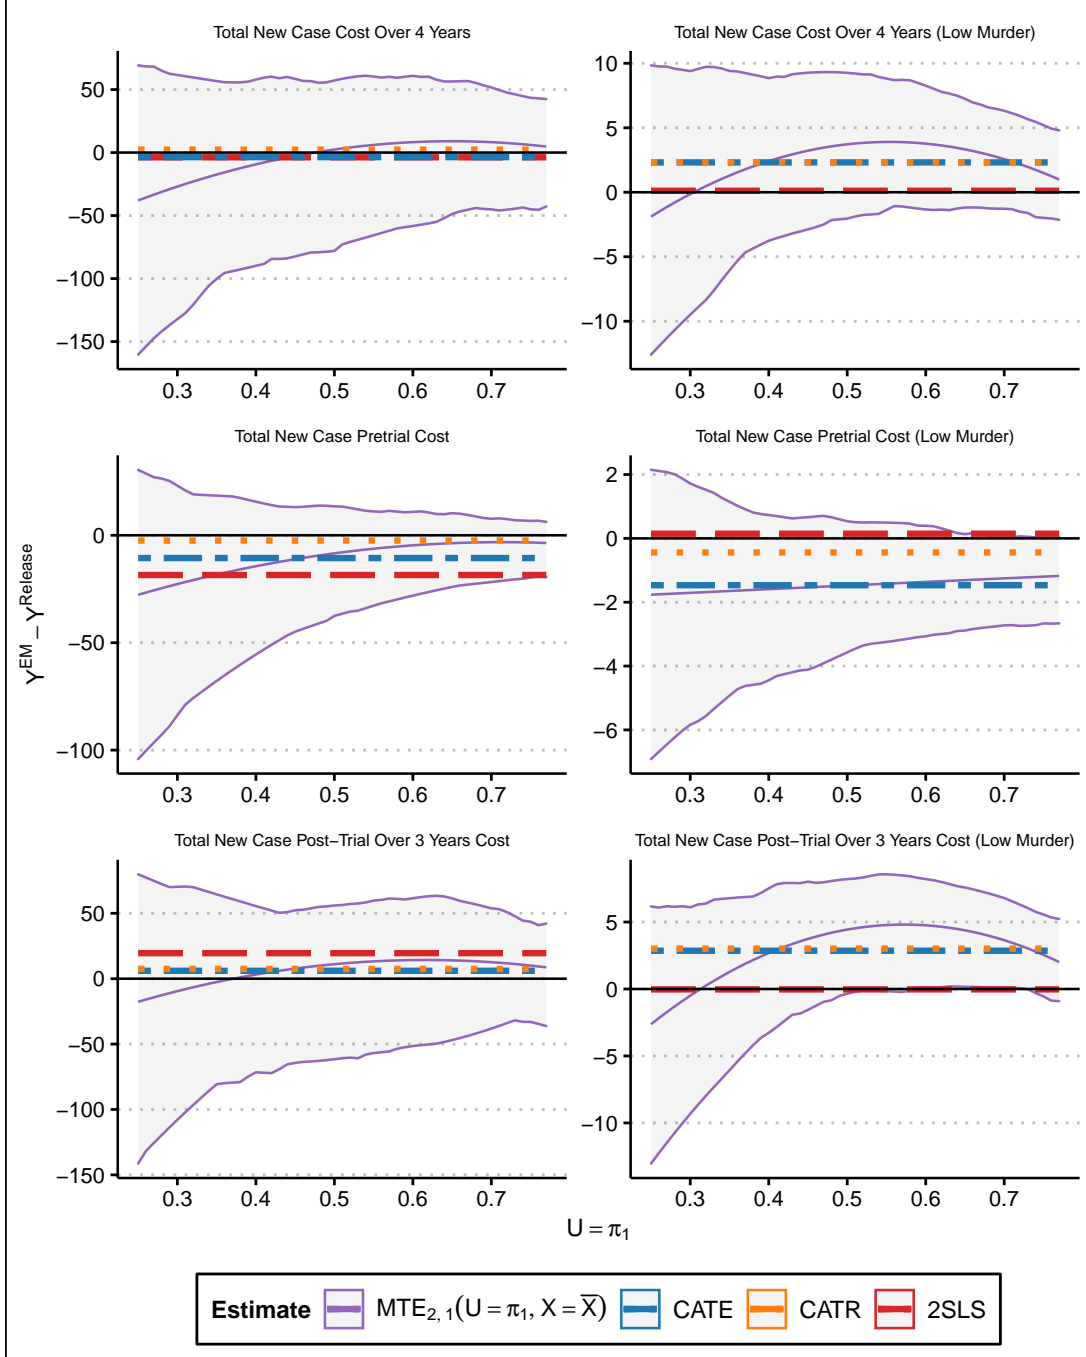 Total New Case Cost Over 4 Years
Total New Case Cost Over 4 Years (Low Murder)
50
0
−50
−100
−150
0.3 0.4 0.5 0.6 0.7
10
5
0
−5
−10
0.3 0.4 0.5 0.6 0.7
Total New Case Pretrial Cost
Total New Case Pretrial Cost (Low Murder)
0
−50
−100
0.3 0.4 0.5 0.6 0.7
2
0
−2
−4
−6
0.3 0.4 0.5 0.6 0.7
Total New Case Post−Trial Over 3 Years Cost
Total New Case Post−Trial Over 3 Years Cost (Low Murder)
50
0
−50
−100
−150
0.3 0.4 0.5 0.6 0.7
5
0
−5
−10
0.3 0.4 0.5 0.6 0.7
Y^EM − Y^Release
U = π₁
Estimate MTE₂,₁(U = π₁, X = X̅) CATE CATR 2SLS